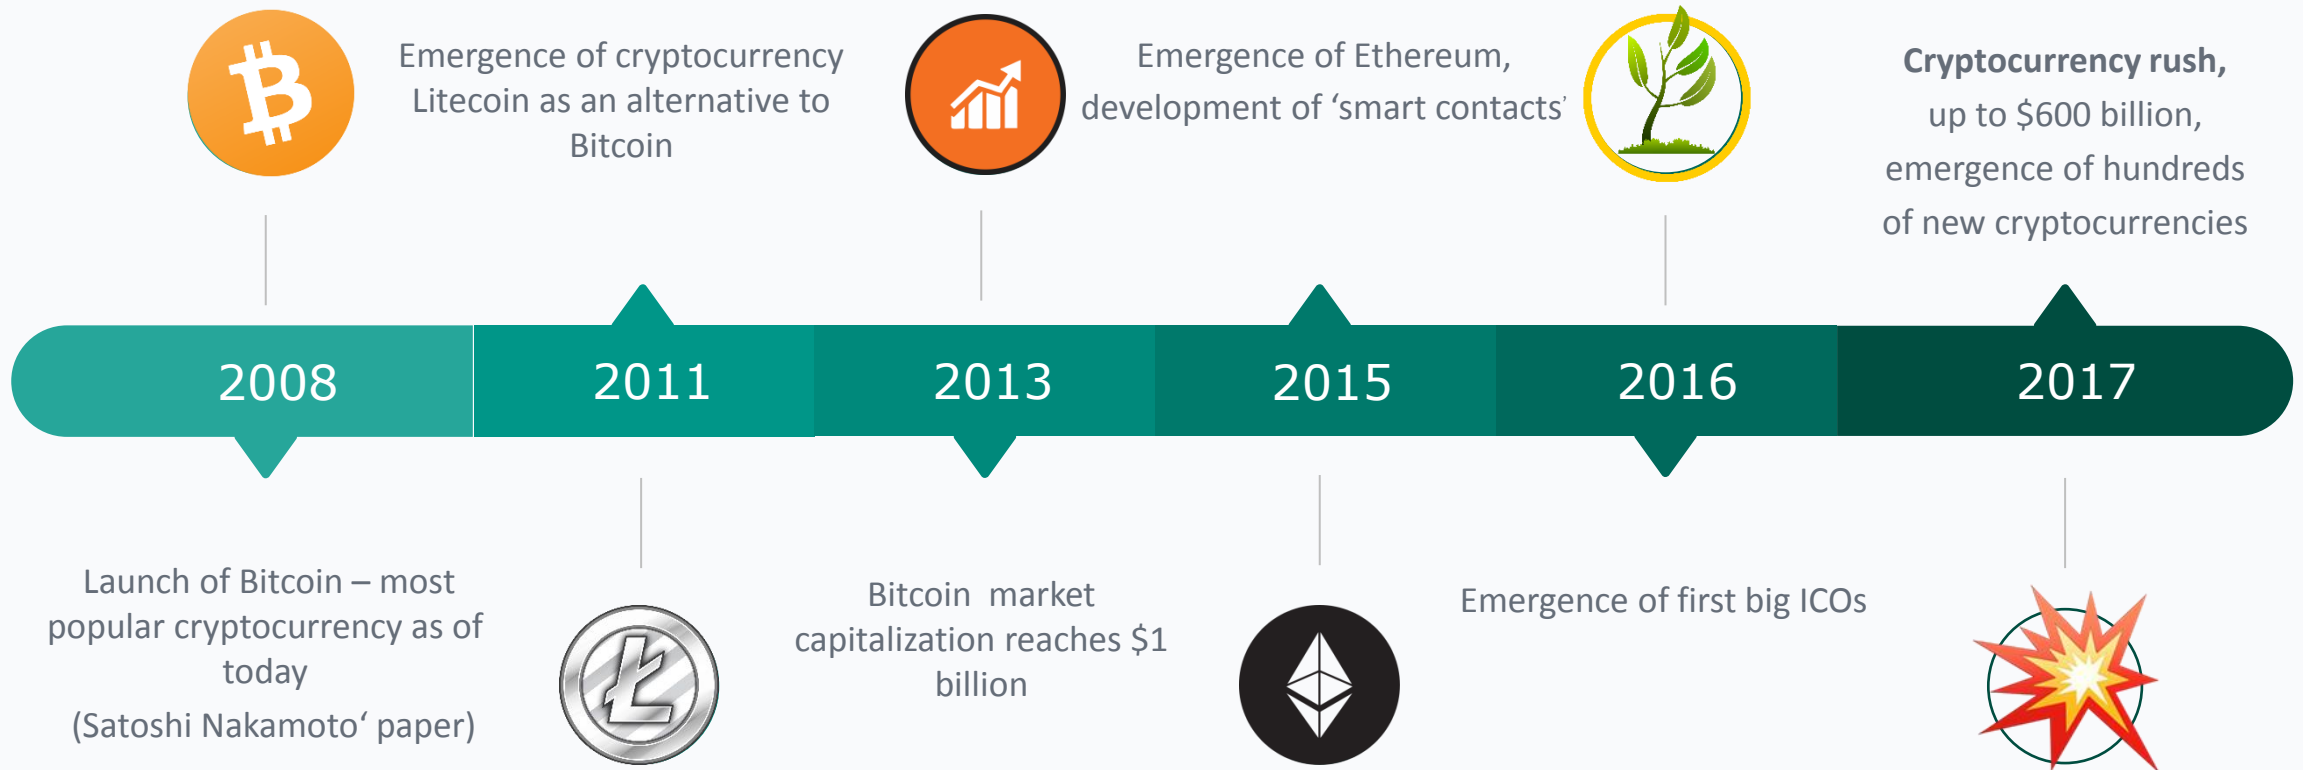 Emergence of cryptocurrency
Litecoin as an alternative to
Bitcoin
Emergence of Ethereum,
development of ‘smart contacts’
Cryptocurrency rush,
up to $600 billion,
emergence of hundreds
of new cryptocurrencies
2008
2011
2013
2015
2016
2017
Launch of Bitcoin – most
popular cryptocurrency as of
today
(Satoshi Nakamoto‘ paper)
Bitcoin market
capitalization reaches $1
billion
Emergence of first big ICOs